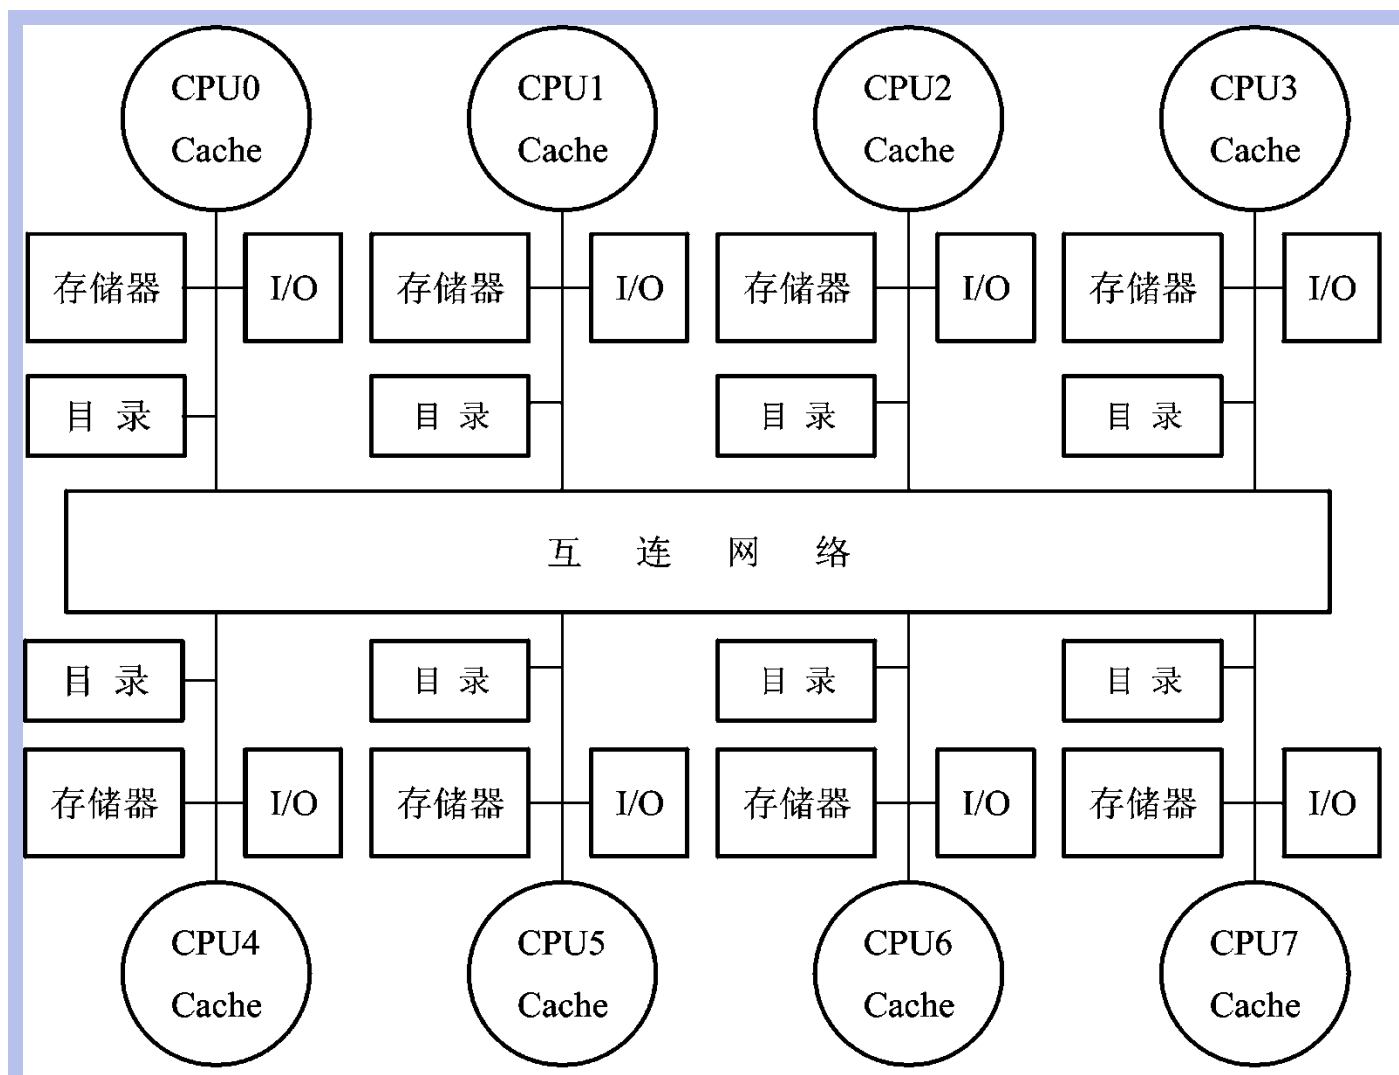 CPU0 CPU1 CPU2 CPU3
Cache Cache Cache Cache
存储器 I/O 存储器 I/O 存储器 I/O 存储器 I/O
目 录 目 录 目 录 目 录
互 连 网 络
目 录 目 录 目 录 目 录
存储器 I/O 存储器 I/O 存储器 I/O 存储器 I/O
CPU4 CPU5 CPU6 CPU7
Cache Cache Cache Cache